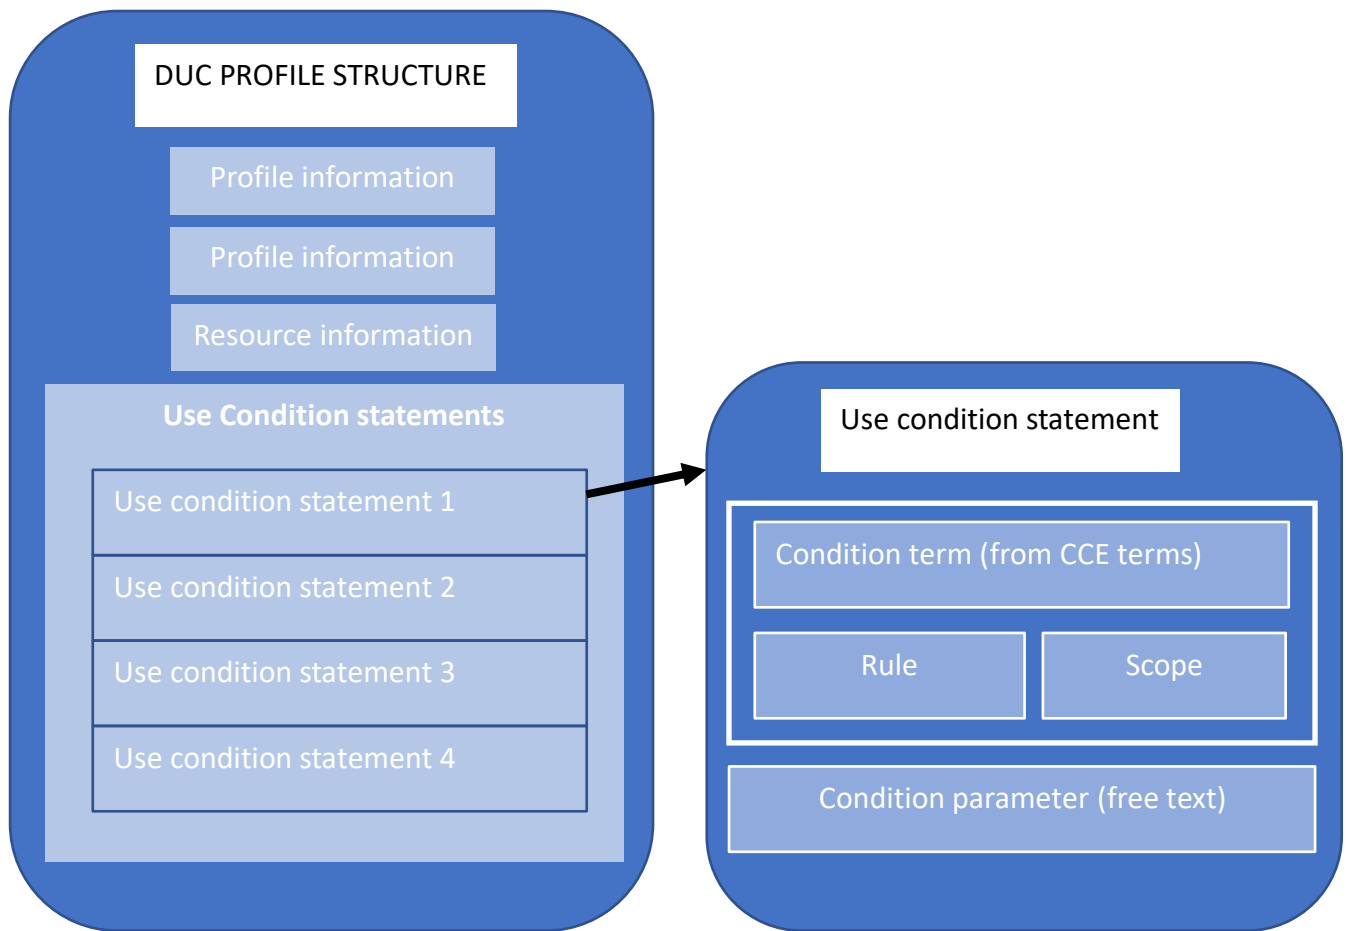 DUC PROFILE STRUCTURE
Profile information
Profile information
Resource information
Use Condition statements
Use condition statement 1
Use condition statement 2
Use condition statement 3
Use condition statement 4
Use condition statement
Condition term (from CCE terms)
Rule
Scope
Condition parameter (free text)